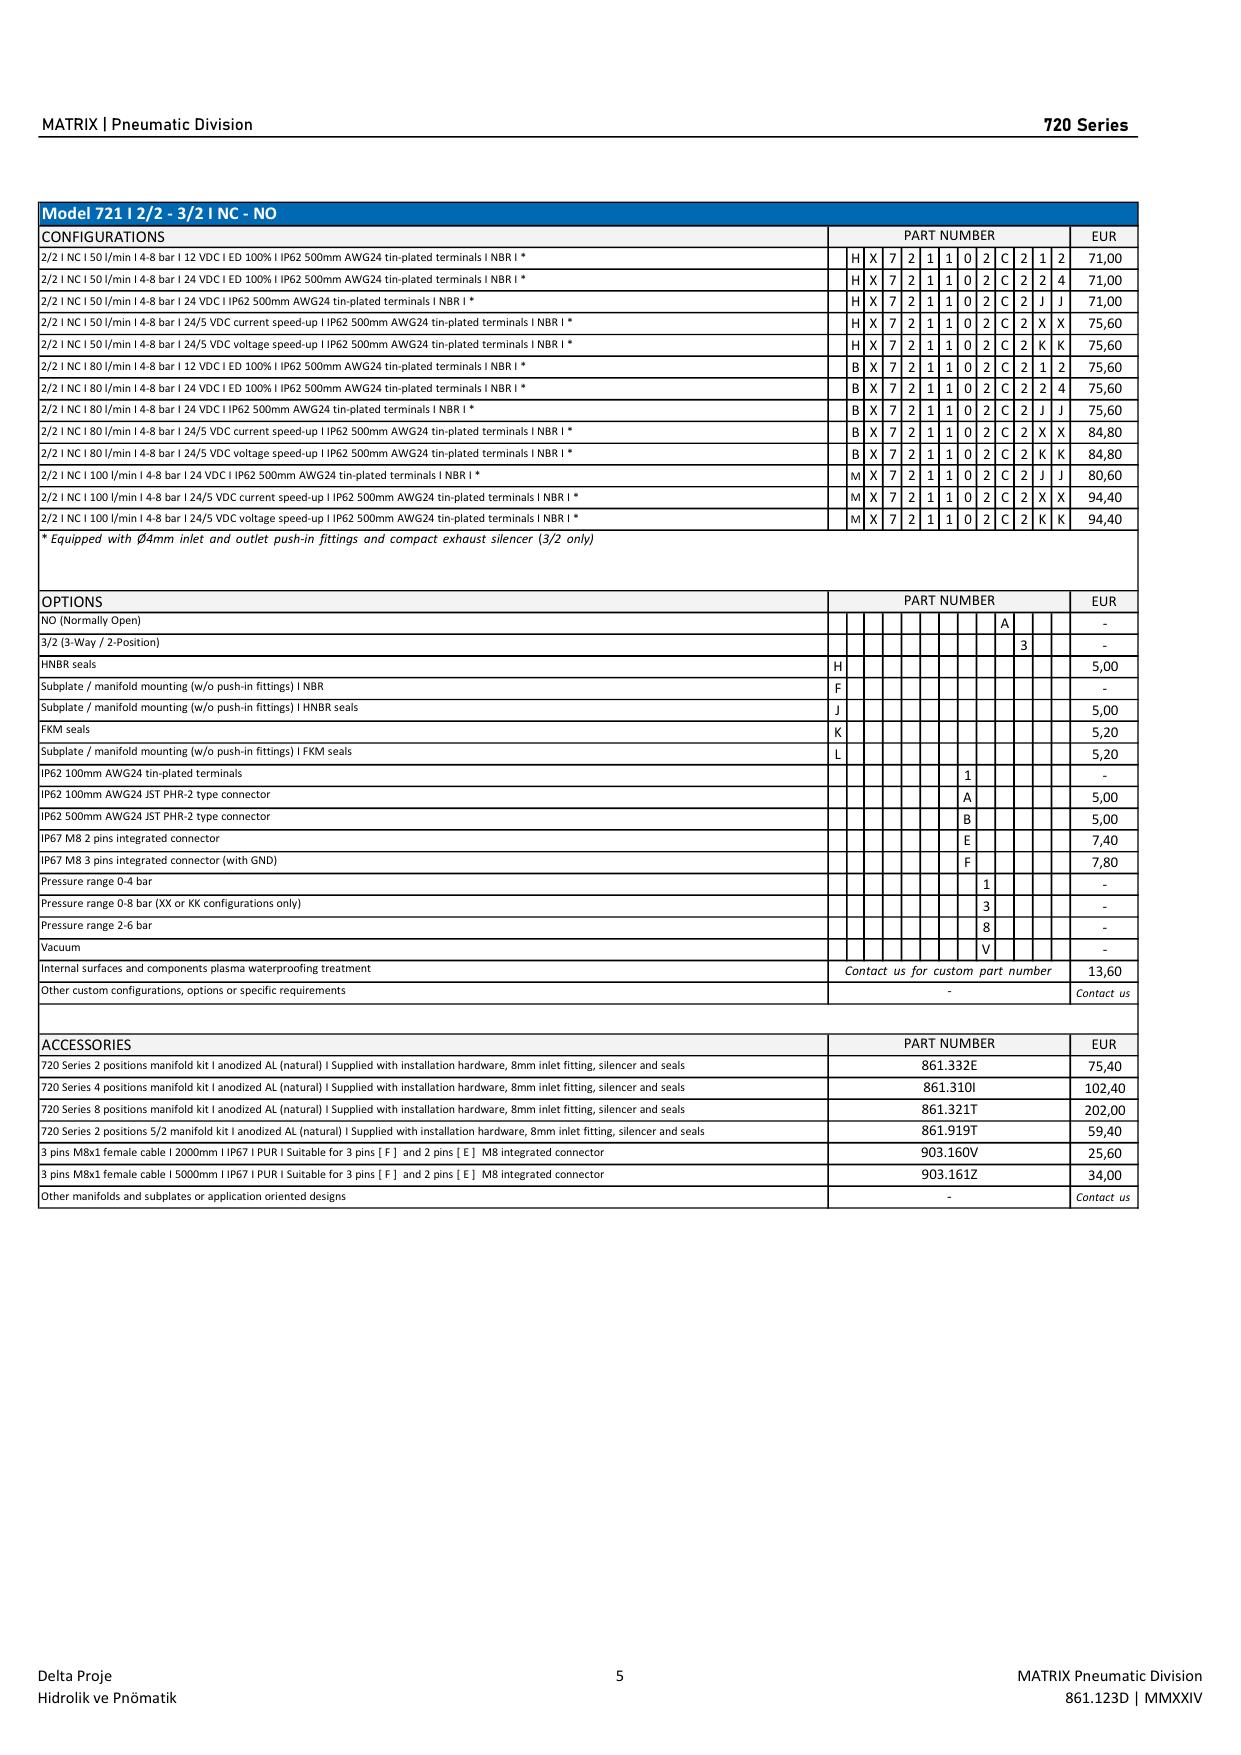 MATRIX | Pneumatic Division 720 Series
Model 721 I 2/2 - 3/2 I NC - NO
CONFIGURATIONS PART NUMBER EUR
2/2 I NC I 50 l/min I 4-8 bar I 12 VDC I ED 100% I IP62 500mm AWG24 tin-plated terminals I NBR I * H X 7 2 1 1 0 2 C 2 1 2 71,00
2/2 I NC I 50 l/min I 4-8 bar I 24 VDC I ED 100% I IP62 500mm AWG24 tin-plated terminals I NBR I * H X 7 2 1 1 0 2 C 2 2 4 71,00
2/2 I NC I 50 l/min I 4-8 bar I 24 VDC I IP62 500mm AWG24 tin-plated terminals I NBR I * H X 7 2 1 1 0 2 C 2 J J 71,00
2/2 I NC I 50 l/min I 4-8 bar I 24/5 VDC current speed-up I IP62 500mm AWG24 tin-plated terminals I NBR I * H X 7 2 1 1 0 2 C 2 X X 75,60
2/2 I NC I 50 l/min I 4-8 bar I 24/5 VDC voltage speed-up I IP62 500mm AWG24 tin-plated terminals I NBR I * H X 7 2 1 1 0 2 C 2 K K 75,60
2/2 I NC I 80 l/min I 4-8 bar I 12 VDC I ED 100% I IP62 500mm AWG24 tin-plated terminals I NBR I * B X 7 2 1 1 0 2 C 2 1 2 75,60
2/2 I NC I 80 l/min I 4-8 bar I 24 VDC I ED 100% I IP62 500mm AWG24 tin-plated terminals I NBR I * B X 7 2 1 1 0 2 C 2 2 4 75,60
2/2 I NC I 80 l/min I 4-8 bar I 24 VDC I IP62 500mm AWG24 tin-plated terminals I NBR I * B X 7 2 1 1 0 2 C 2 J J 75,60
2/2 I NC I 80 l/min I 4-8 bar I 24/5 VDC current speed-up I IP62 500mm AWG24 tin-plated terminals I NBR I * B X 7 2 1 1 0 2 C 2 X X 84,80
2/2 I NC I 80 l/min I 4-8 bar I 24/5 VDC voltage speed-up I IP62 500mm AWG24 tin-plated terminals I NBR I * B X 7 2 1 1 0 2 C 2 K K 84,80
2/2 I NC I 100 l/min I 4-8 bar I 24 VDC I IP62 500mm AWG24 tin-plated terminals I NBR I * M X 7 2 1 1 0 2 C 2 J J 80,60
2/2 I NC I 100 l/min I 4-8 bar I 24/5 VDC current speed-up I IP62 500mm AWG24 tin-plated terminals I NBR I * M X 7 2 1 1 0 2 C 2 X X 94,40
2/2 I NC I 100 l/min I 4-8 bar I 24/5 VDC voltage speed-up I IP62 500mm AWG24 tin-plated terminals I NBR I * M X 7 2 1 1 0 2 C 2 K K 94,40
* Equipped with Ø4mm inlet and outlet push-in fittings and compact exhaust silencer (3/2 only)
OPTIONS PART NUMBER EUR
NO (Normally Open) A -
3/2 (3-Way / 2-Position) 3 -
HNBR seals H 5,00
Subplate / manifold mounting (w/o push-in fittings) I NBR F -
Subplate / manifold mounting (w/o push-in fittings) I HNBR seals J 5,00
FKM seals K 5,20
Subplate / manifold mounting (w/o push-in fittings) I FKM seals L 5,20
IP62 100mm AWG24 tin-plated terminals 1 -
IP62 100mm AWG24 JST PHR-2 type connector A 5,00
IP62 500mm AWG24 JST PHR-2 type connector B 5,00
IP67 M8 2 pins integrated connector E 7,40
IP67 M8 3 pins integrated connector (with GND) F 7,80
Pressure range 0-4 bar 1 -
Pressure range 0-8 bar (XX or KK configurations only) 3 -
Pressure range 2-6 bar 8 -
Vacuum V -
Internal surfaces and components plasma waterproofing treatment Contact us for custom part number 13,60
Other custom configurations, options or specific requirements - Contact us
ACCESSORIES PART NUMBER EUR
720 Series 2 positions manifold kit I anodized AL (natural) I Supplied with installation hardware, 8mm inlet fitting, silencer and seals 861.332E 75,40
720 Series 4 positions manifold kit I anodized AL (natural) I Supplied with installation hardware, 8mm inlet fitting, silencer and seals 861.310I 102,40
720 Series 8 positions manifold kit I anodized AL (natural) I Supplied with installation hardware, 8mm inlet fitting, silencer and seals 861.321T 202,00
720 Series 2 positions 5/2 manifold kit I anodized AL (natural) I Supplied with installation hardware, 8mm inlet fitting, silencer and seals 861.919T 59,40
3 pins M8x1 female cable I 2000mm I IP67 I PUR I Suitable for 3 pins [ F ] and 2 pins [ E ] M8 integrated connector 903.160V 25,60
3 pins M8x1 female cable I 5000mm I IP67 I PUR I Suitable for 3 pins [ F ] and 2 pins [ E ] M8 integrated connector 903.161Z 34,00
Other manifolds and subplates or application oriented designs - Contact us
Delta Proje 5 MATRIX Pneumatic Division
Hidrolik ve Pnömatik 861.123D | MMXXIV